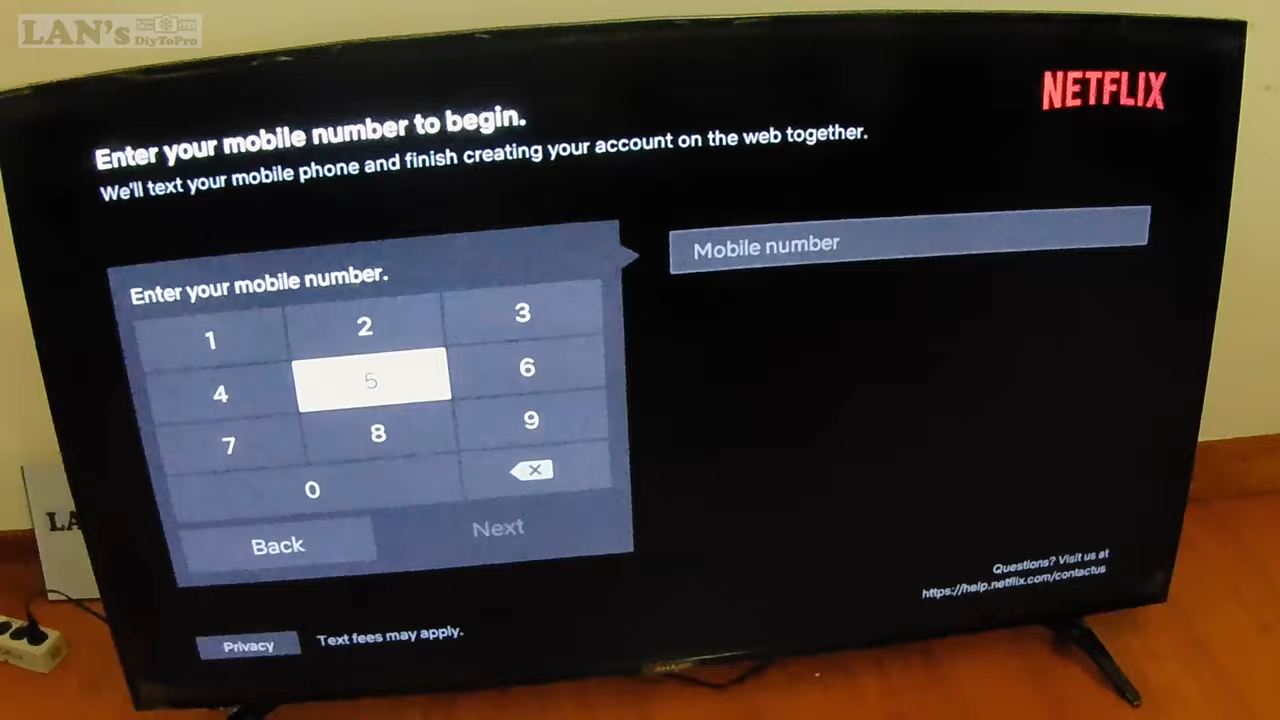 LAN's
DiyToPro
NETFLIX
Enter your mobile number to begin.
We'll text your mobile phone and finish creating your account on the web together.
Mobile number
Enter your mobile number.
1 2 3
4 5 6
7 8 9
0
Back Next
LA
Questions? Visit us at
https://help.netflix.com/contactus
Privacy Text fees may apply.
SHARP